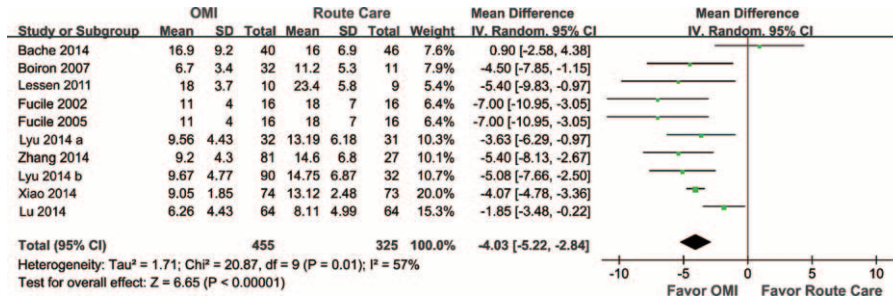 OMI Route Care Mean Difference Mean Difference
Study or Subgroup Mean SD Total Mean SD Total Weight IV. Random. 95% CI IV. Random. 95% CI
Bache 2014 16.9 9.2 40 16 6.9 46 7.6% 0.90 [-2.58, 4.38]
Boiron 2007 6.7 3.4 32 11.2 5.3 11 8.0% -4.50 [-7.85, -1.15]
Lessen 2011 18 3.7 10 23.4 5.8 9 5.4% -5.40 [-9.83, -0.97]
Fucile 2002 11 4 16 18 7 16 6.4% -7.00 [-10.95, -3.05]
Fucile 2005 11 4 16 18 7 16 6.4% -7.00 [-10.95, -3.05]
Lyu 2014 a 9.56 4.43 32 13.19 6.18 31 10.5% -3.63 [-6.29, -0.97]
Zhang 2014 9.2 4.3 81 14.6 6.8 27 10.1% -5.40 [-8.13, -2.67]
Lyu 2014 b 9.67 4.77 90 14.75 6.87 32 10.6% -5.08 [-7.66, -2.50]
Xiao 2014 9.05 1.85 74 13.12 2.48 73 20.0% -4.07 [-4.78, -3.36]
Lu 2014 6.26 4.43 64 8.11 4.99 64 15.3% -1.85 [-3.48, -0.22]
Total (95% CI) 455 325 100.0% -4.03 [-5.22, -2.84]
Heterogeneity: Tau² = 1.71; Chi² = 20.87, df = 9 (P = 0.01); I² = 57%
Test for overall effect: Z = 6.65 (P < 0.00001)
-10 -5 0 5 10
Favor OMI Favor Route Care